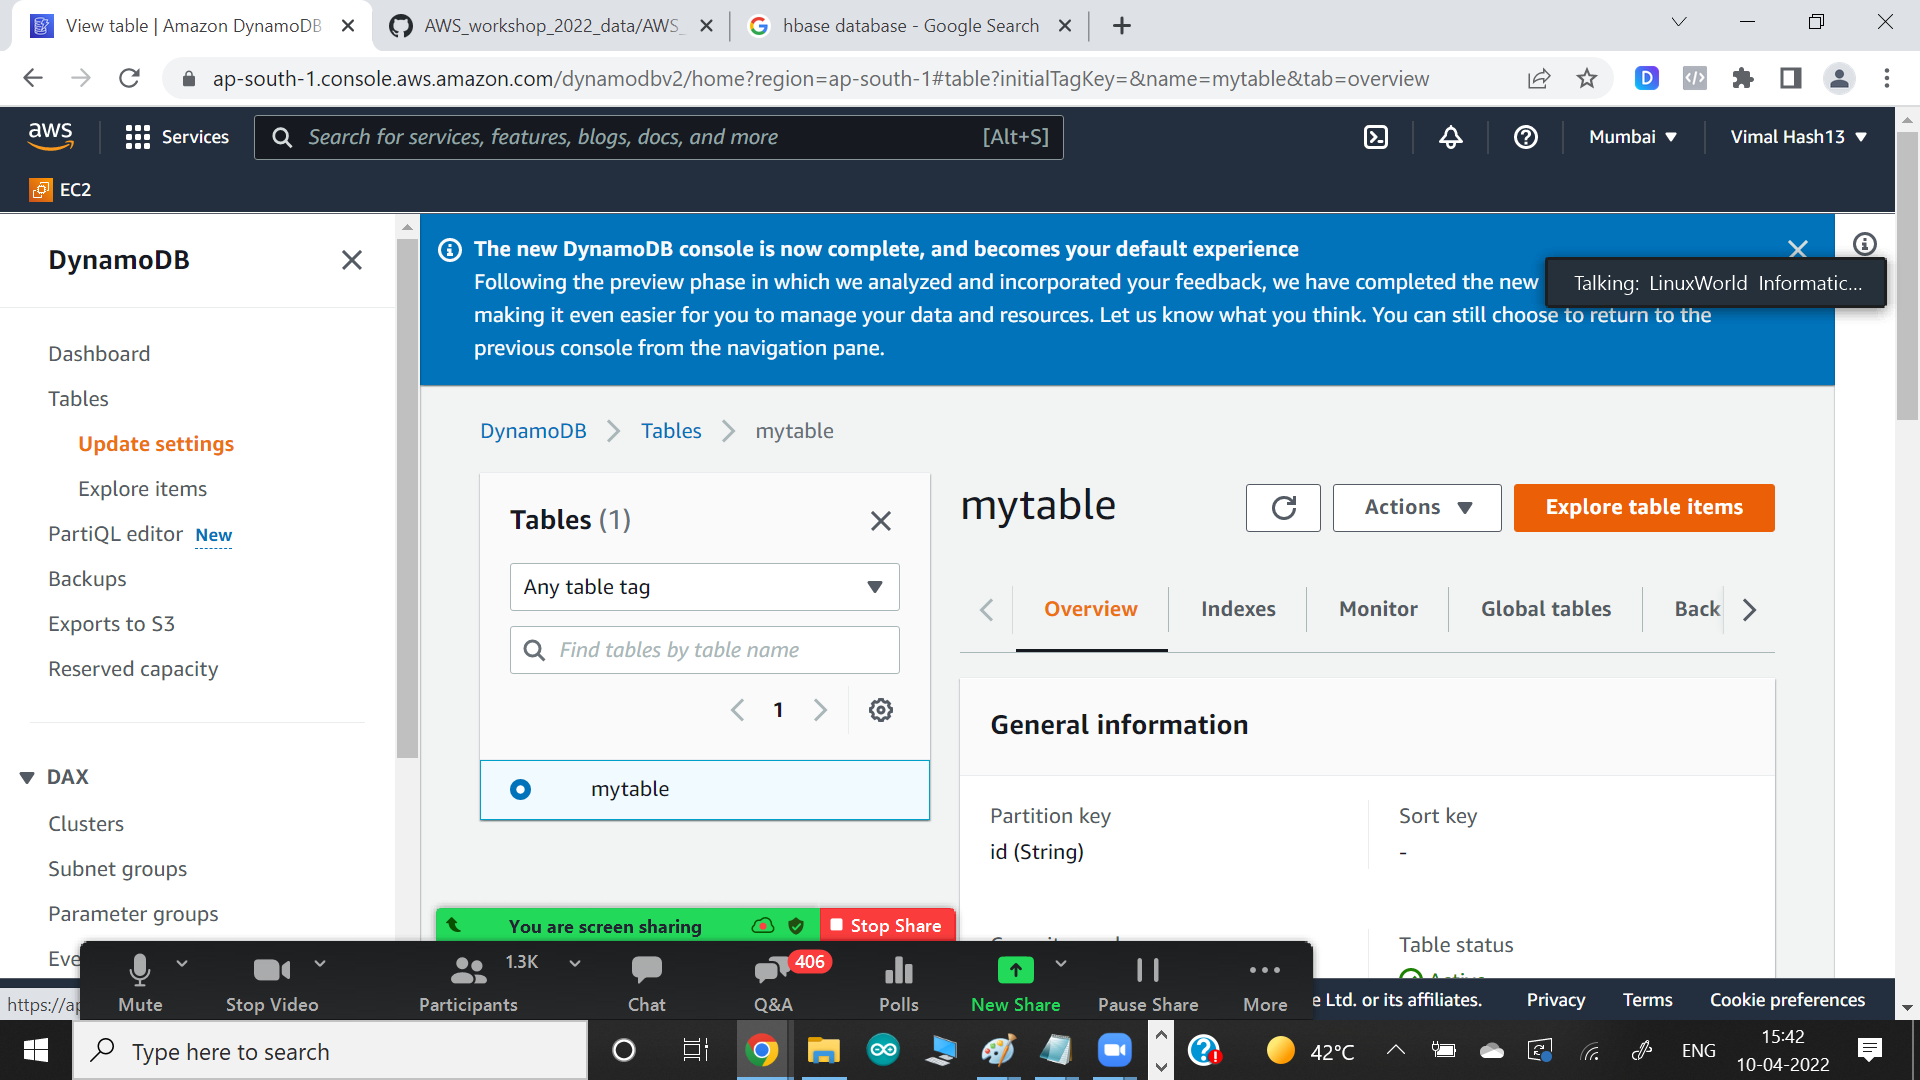 View table | Amazon DynamoDB
AWS_workshop_2022_data/AWS_
hbase database - Google Search
ap-south-1.console.aws.amazon.com/dynamodbv2/home?region=ap-south-1#table?initialTagKey=&name=mytable&tab=overview
aws
Services
Search for services, features, blogs, docs, and more
[Alt+S]
Mumbai
Vimal Hash13
EC2
DynamoDB
Dashboard
Tables
Update settings
Explore items
PartiQL editor New
Backups
Exports to S3
Reserved capacity
DAX
Clusters
Subnet groups
Parameter groups
Eve
The new DynamoDB console is now complete, and becomes your default experience
Following the preview phase in which we analyzed and incorporated your feedback, we have completed the new
making it even easier for you to manage your data and resources. Let us know what you think. You can still choose to return to the
previous console from the navigation pane.
Talking: LinuxWorld Informatic...
DynamoDB
Tables
mytable
Tables (1)
Any table tag
Find tables by table name
1
mytable
mytable
Actions
Explore table items
Overview
Indexes
Monitor
Global tables
Back
General information
Partition key
id (String)
Sort key
-
Table status
You are screen sharing
Stop Share
Mute
Stop Video
1.3K
Participants
Chat
406
Q&A
Polls
New Share
Pause Share
More
https://ap
e Ltd. or its affiliates.
Privacy
Terms
Cookie preferences
Type here to search
42°C
ENG
15:42
10-04-2022